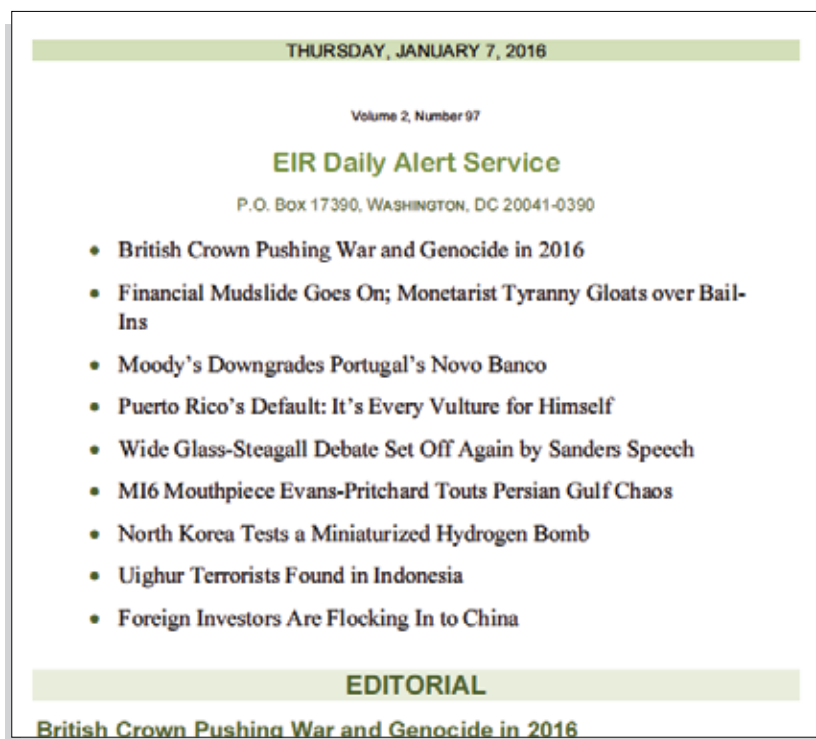 THURSDAY, JANUARY 7, 2016
Volume 2, Number 97
EIR Daily Alert Service
P.O. BOX 17390, WASHINGTON, DC 20041-0390
• British Crown Pushing War and Genocide in 2016
• Financial Mudslide Goes On; Monetarist Tyranny Gloats over Bail-
Ins
• Moody's Downgrades Portugal's Novo Banco
• Puerto Rico's Default: It's Every Vulture for Himself
• Wide Glass-Steagall Debate Set Off Again by Sanders Speech
• MI6 Mouthpiece Evans-Pritchard Touts Persian Gulf Chaos
• North Korea Tests a Miniaturized Hydrogen Bomb
• Uighur Terrorists Found in Indonesia
• Foreign Investors Are Flocking In to China
EDITORIAL
British Crown Pushing War and Genocide in 2016